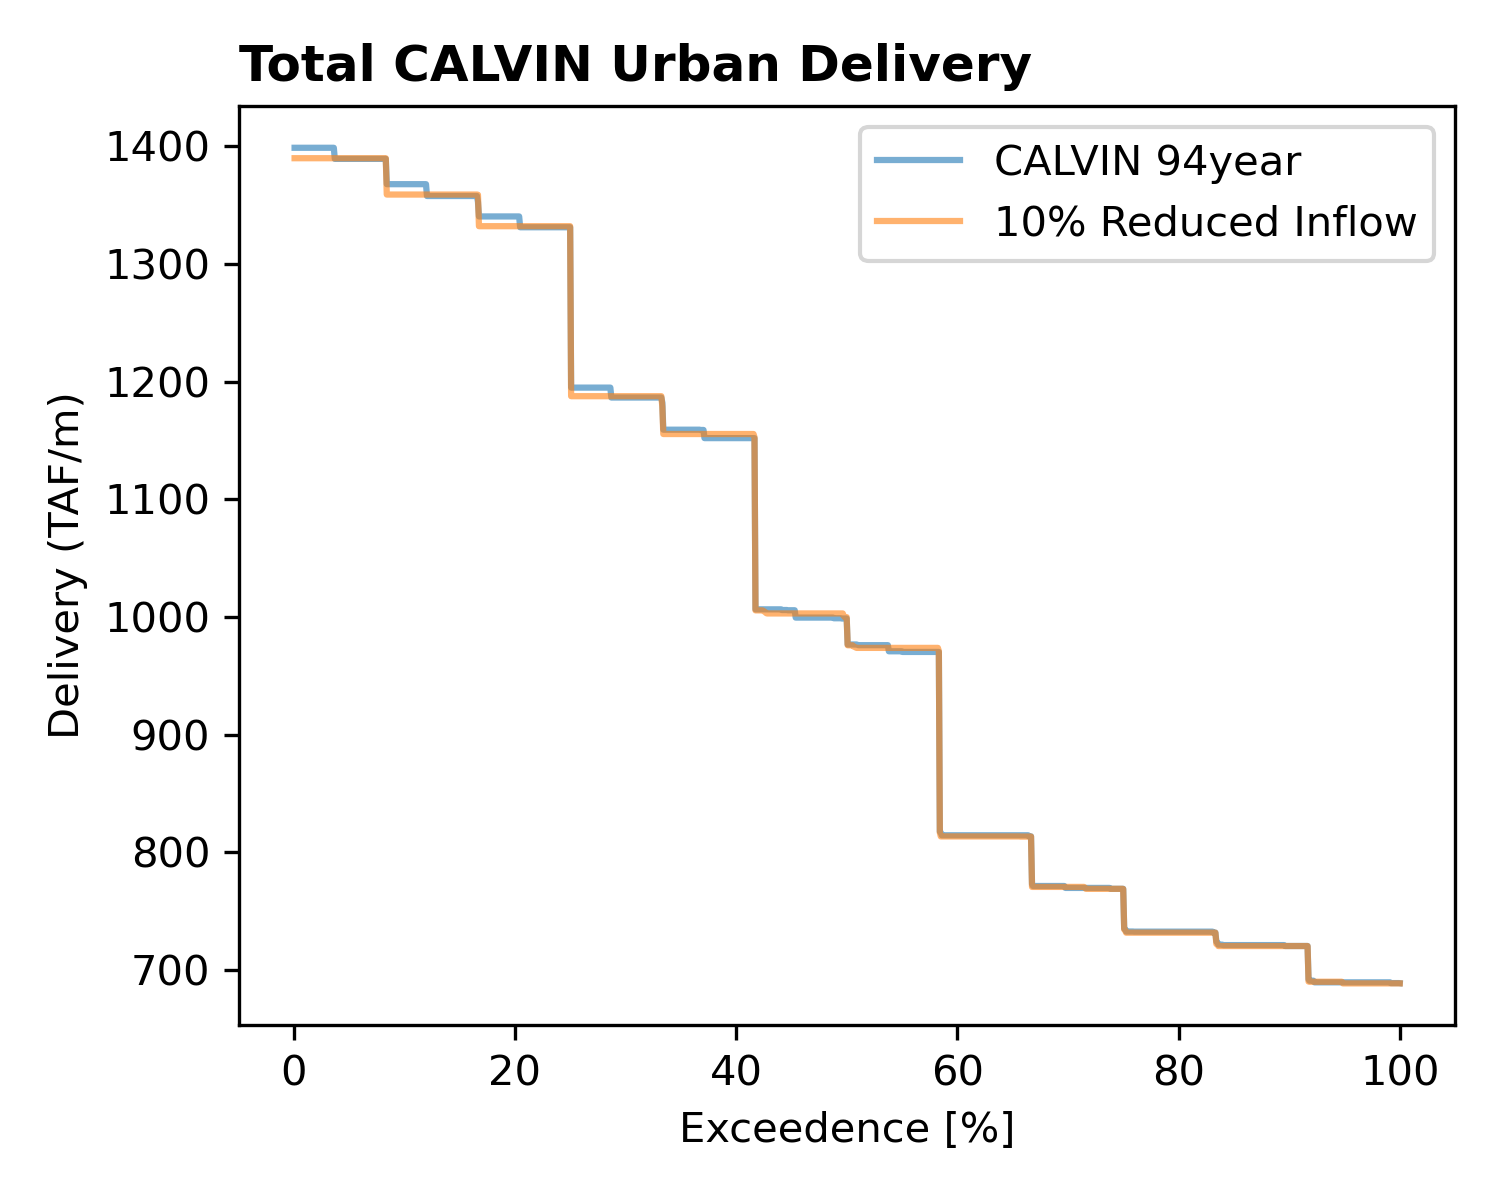 Total CALVIN Urban Delivery
CALVIN 94year
10% Reduced Inflow
Delivery (TAF/m)
1400
1300
1200
1100
1000
900
800
700
0 20 40 60 80 100
Exceedence [%]